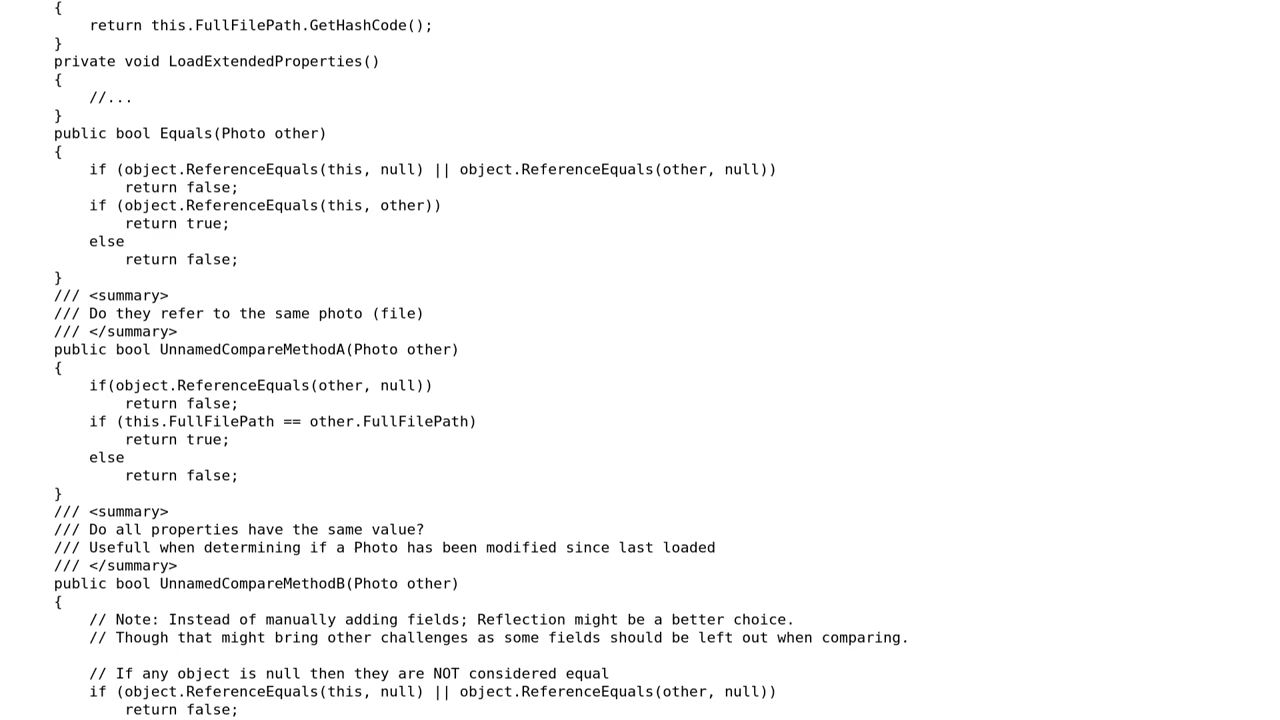 {
    return this.FullFilePath.GetHashCode();
}
private void LoadExtendedProperties()
{
    //...
}
public bool Equals(Photo other)
{
    if (object.ReferenceEquals(this, null) || object.ReferenceEquals(other, null))
        return false;
    if (object.ReferenceEquals(this, other))
        return true;
    else
        return false;
}
/// <summary>
/// Do they refer to the same photo (file)
/// </summary>
public bool UnnamedCompareMethodA(Photo other)
{
    if(object.ReferenceEquals(other, null))
        return false;
    if (this.FullFilePath == other.FullFilePath)
        return true;
    else
        return false;
}
/// <summary>
/// Do all properties have the same value?
/// Usefull when determining if a Photo has been modified since last loaded
/// </summary>
public bool UnnamedCompareMethodB(Photo other)
{
    // Note: Instead of manually adding fields; Reflection might be a better choice.
    // Though that might bring other challenges as some fields should be left out when comparing.

    // If any object is null then they are NOT considered equal
    if (object.ReferenceEquals(this, null) || object.ReferenceEquals(other, null))
        return false;